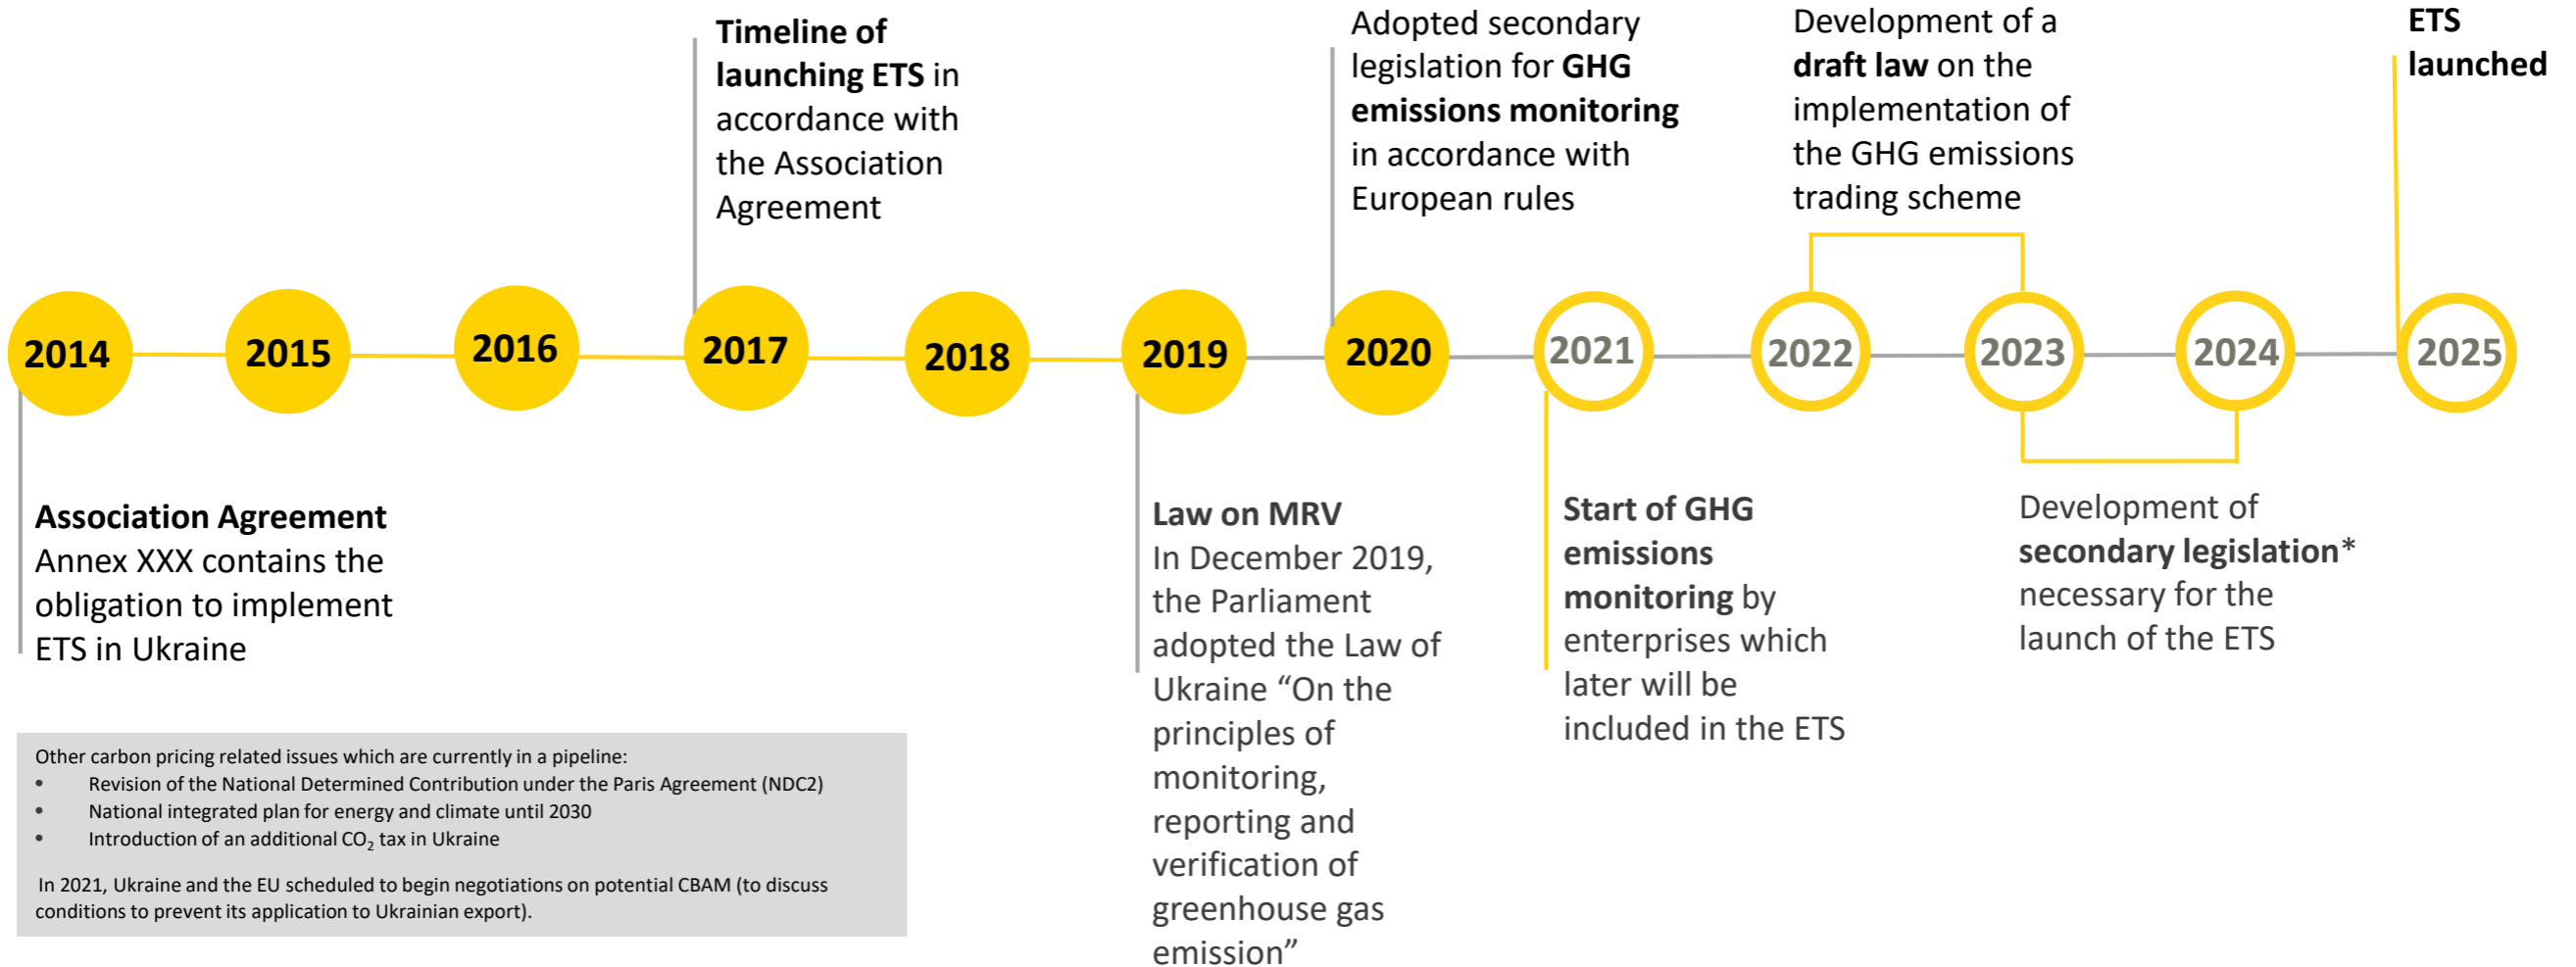 Timeline of
launching ETS in
accordance with
the Association
Agreement
Adopted secondary
legislation for GHG
emissions monitoring
in accordance with
European rules
Development of a
draft law on the
implementation of
the GHG emissions
trading scheme
ETS
launched
2014
2015
2016
2017
2018
2019
2020
2021
2022
2023
2024
2025
Association Agreement
Annex XXX contains the
obligation to implement
ETS in Ukraine
Law on MRV
In December 2019,
the Parliament
adopted the Law of
Ukraine “On the
principles of
monitoring,
reporting and
verification of
greenhouse gas
emission”
Start of GHG
emissions
monitoring by
enterprises which
later will be
included in the ETS
Development of
secondary legislation*
necessary for the
launch of the ETS
Other carbon pricing related issues which are currently in a pipeline:
• Revision of the National Determined Contribution under the Paris Agreement (NDC2)
• National integrated plan for energy and climate until 2030
• Introduction of an additional CO₂ tax in Ukraine
In 2021, Ukraine and the EU scheduled to begin negotiations on potential CBAM (to discuss
conditions to prevent its application to Ukrainian export).